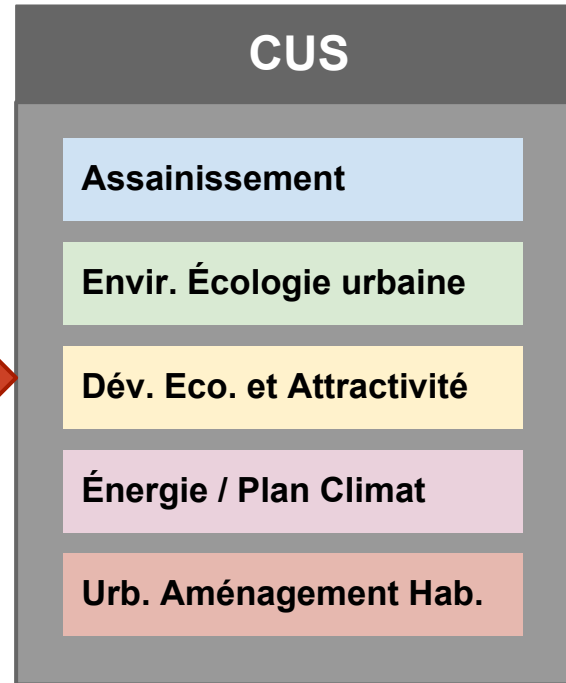 CUS
Assainissement
Envir. Écologie urbaine
Dév. Eco. et Attractivité
Énergie / Plan Climat
Urb. Aménagement Hab.